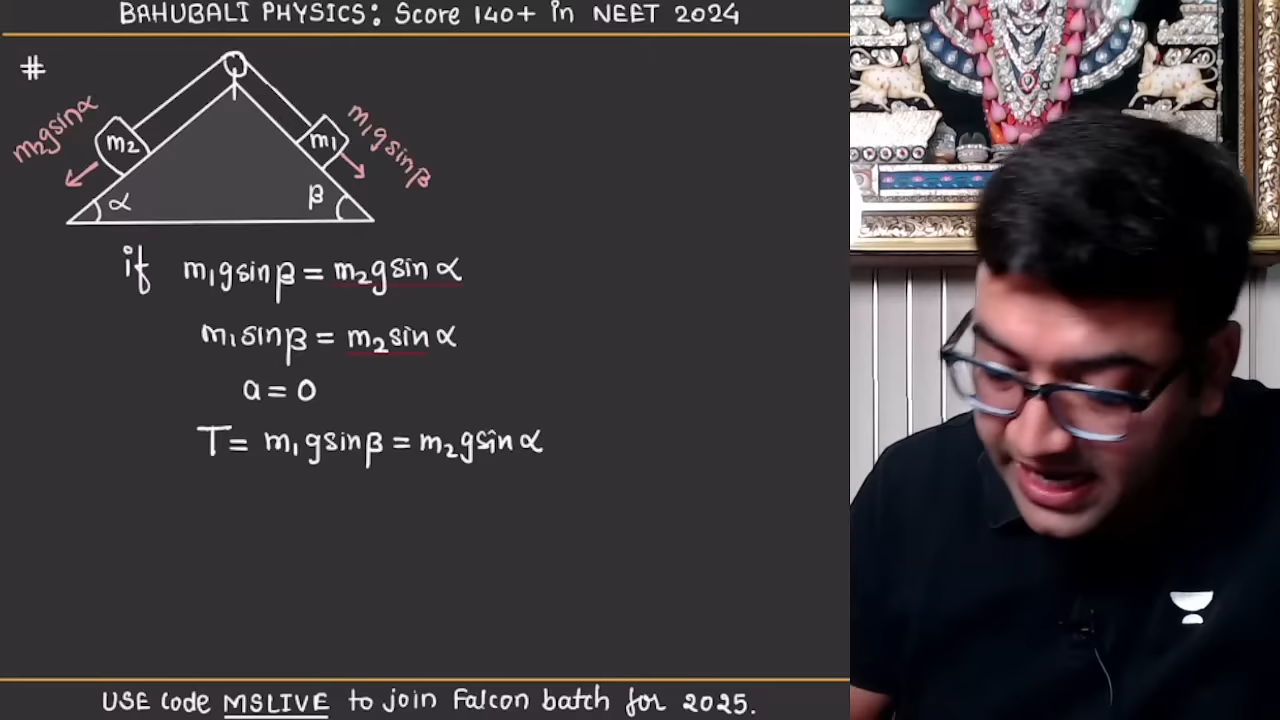 BAHUBALI PHYSICS: Score 140+ in NEET 2024
#
m₂gsinα
m₂
m₁
m₁gsinβ
α
β
if m₁gsinβ = m₂gsinα
m₁sinβ = m₂sinα
a = 0
T = m₁gsinβ = m₂gsinα
USE Code MSLIVE to join Falcon batch for 2025.